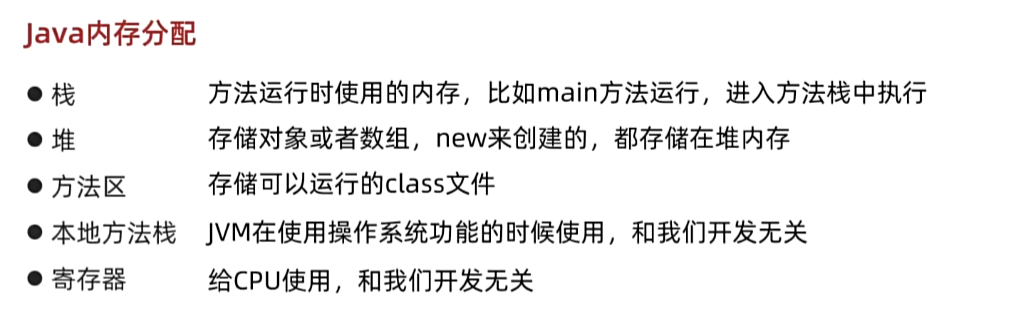 Java内存分配
● 栈 方法运行时使用的内存，比如main方法运行，进入方法栈中执行
● 堆 存储对象或者数组，new来创建的，都存储在堆内存
● 方法区 存储可以运行的class文件
● 本地方法栈 JVM在使用操作系统功能的时候使用，和我们开发无关
● 寄存器 给CPU使用，和我们开发无关